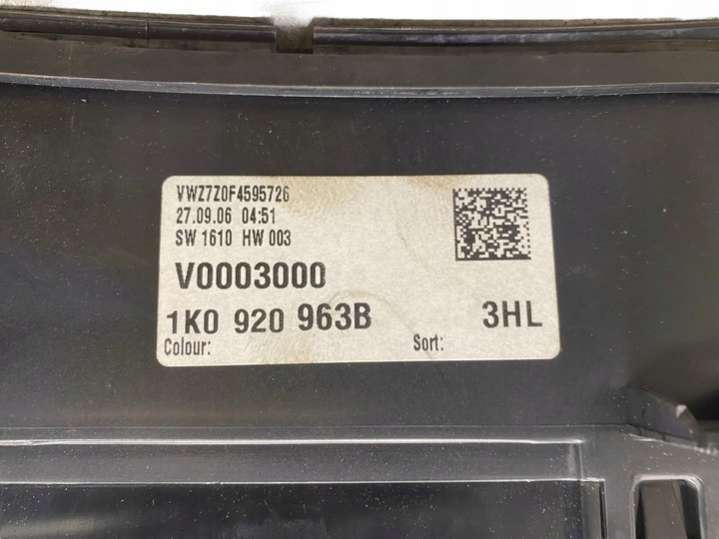 VWZ7Z0F4595726
27.09.06 04:51
SW 1610 HW 003
V0003000
1K0 920 963B 3HL
Colour: Sort: